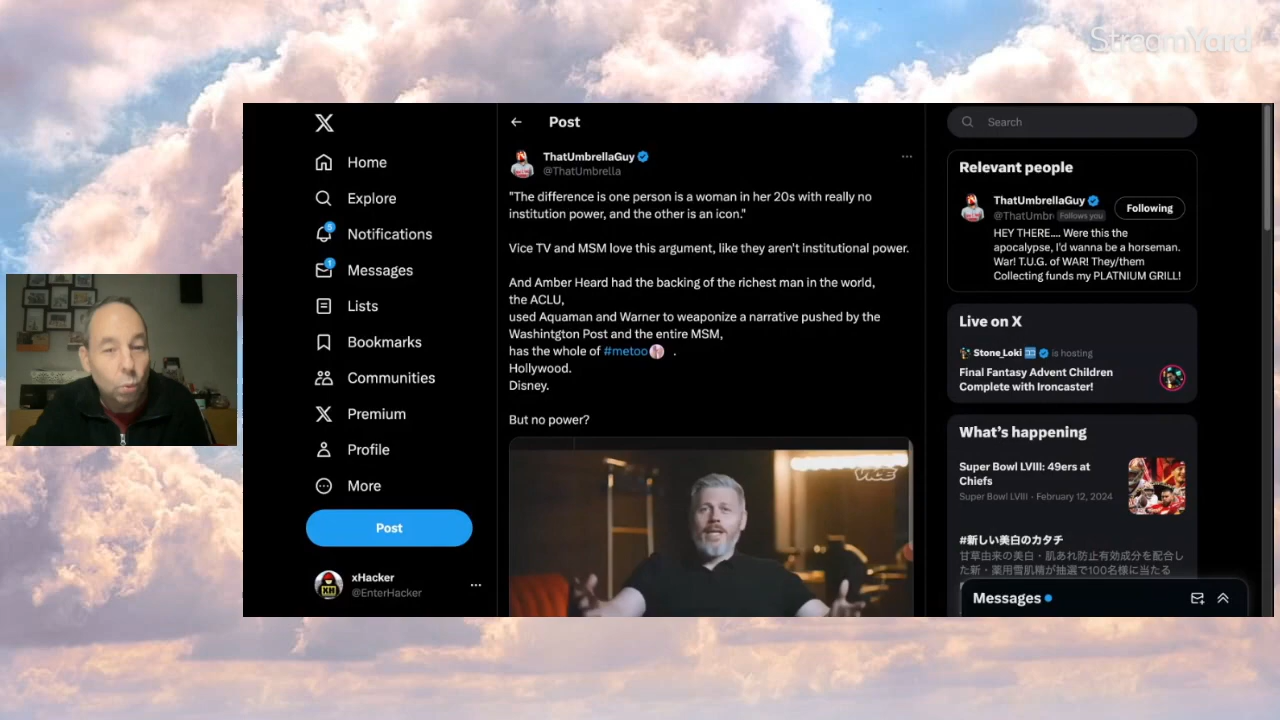 StreamYard
Post
ThatUmbrellaGuy
@ThatUmbrella
"The difference is one person is a woman in her 20s with really no
institution power, and the other is an icon."
Vice TV and MSM love this argument, like they aren't institutional power.
And Amber Heard had the backing of the richest man in the world,
the ACLU,
used Aquaman and Warner to weaponize a narrative pushed by the
Washintgton Post and the entire MSM,
has the whole of #metoo .
Hollywood.
Disney.
But no power?
VICE
Home
Explore
5
Notifications
1
Messages
Lists
Bookmarks
Communities
Premium
Profile
More
Post
XH
xHacker
@EnterHacker
Search
Relevant people
ThatUmbrellaGuy
@ThatUmbr Follows you
Following
HEY THERE.... Were this the
apocalypse, I'd wanna be a horseman.
War! T.U.G. of WAR! They/them
Collecting funds my PLATNIUM GRILL!
Live on X
Stone_Loki is hosting
Final Fantasy Advent Children
Complete with Ironcaster!
What's happening
Super Bowl LVIII: 49ers at
Chiefs
Super Bowl LVIII · February 12, 2024
#新しい美白のカタチ
甘草由来の美白・肌あれ防止有効成分を配合し
た新・薬用雪肌精が抽選で100名様に当たる
Messages